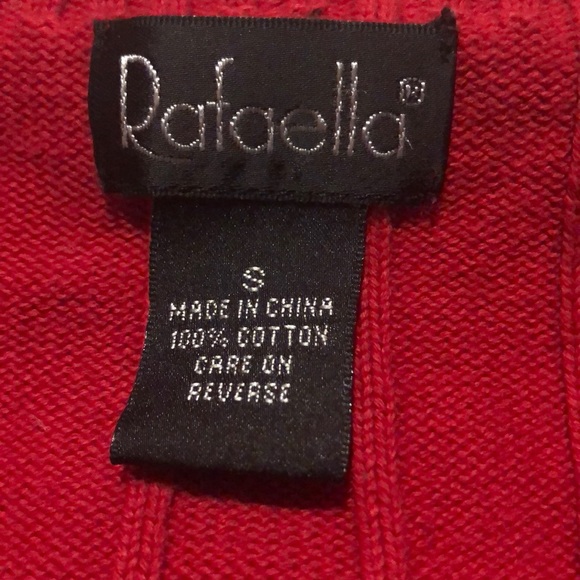 Rafaella®
S
MADE IN CHINA
100% COTTON
CARE ON
REVERSE